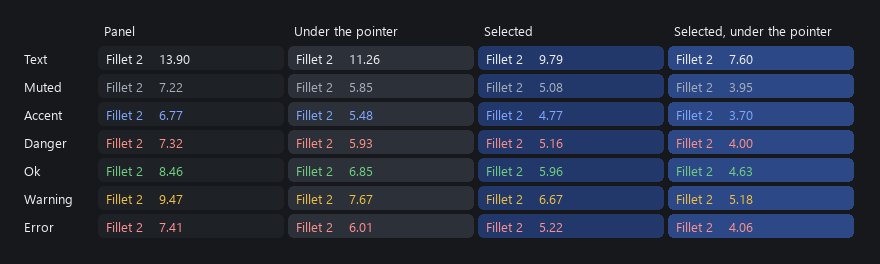 Panel Under the pointer Selected Selected, under the pointer
Text Fillet 2 13.90 Fillet 2 11.26 Fillet 2 9.79 Fillet 2 7.60
Muted Fillet 2 7.22 Fillet 2 5.85 Fillet 2 5.08 Fillet 2 3.95
Accent Fillet 2 6.77 Fillet 2 5.48 Fillet 2 4.77 Fillet 2 3.70
Danger Fillet 2 7.32 Fillet 2 5.93 Fillet 2 5.16 Fillet 2 4.00
Ok Fillet 2 8.46 Fillet 2 6.85 Fillet 2 5.96 Fillet 2 4.63
Warning Fillet 2 9.47 Fillet 2 7.67 Fillet 2 6.67 Fillet 2 5.18
Error Fillet 2 7.41 Fillet 2 6.01 Fillet 2 5.22 Fillet 2 4.06